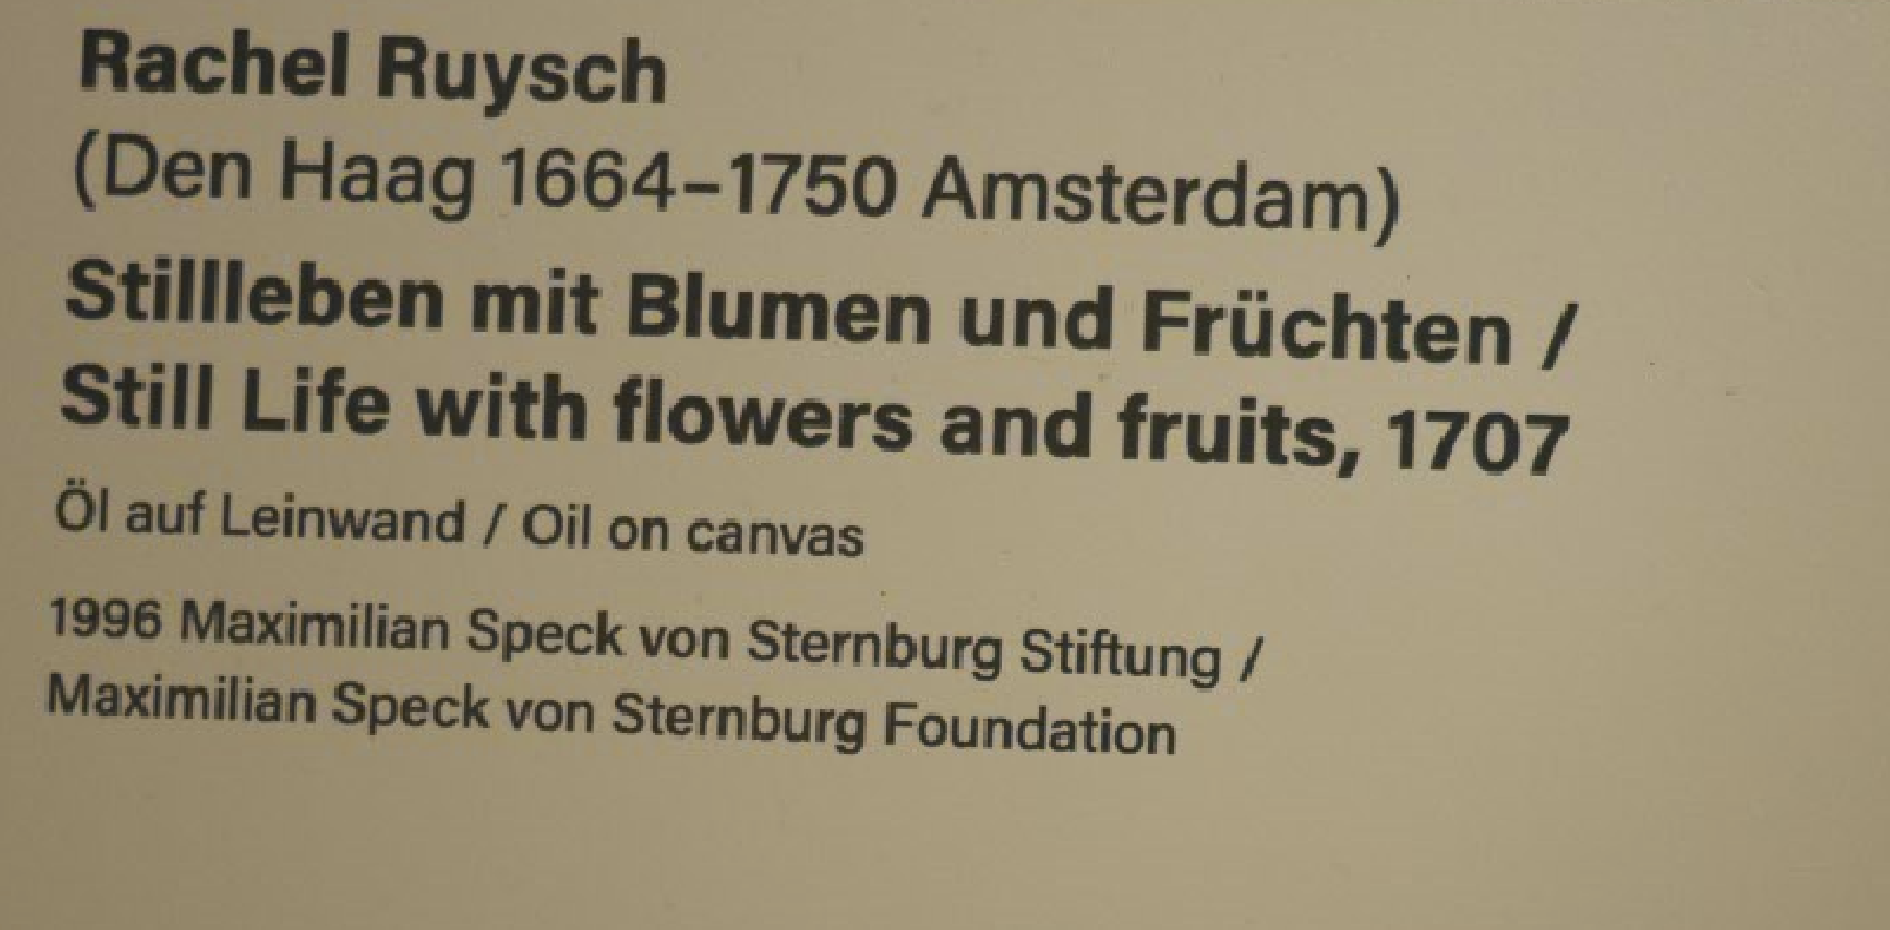 Rachel Ruysch
(Den Haag 1664–1750 Amsterdam)
Stillleben mit Blumen und Früchten /
Still Life with flowers and fruits, 1707
Öl auf Leinwand / Oil on canvas
1996 Maximilian Speck von Sternburg Stiftung /
Maximilian Speck von Sternburg Foundation